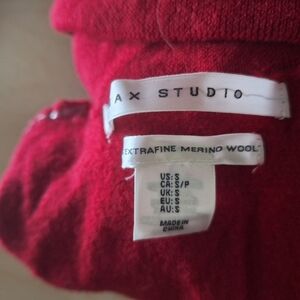 AX STUDIO
EXTRAFINE MERINO WOOL
US:S
CA:S/P
UK:S
EU:S
AU:S
MADE IN
CHINA